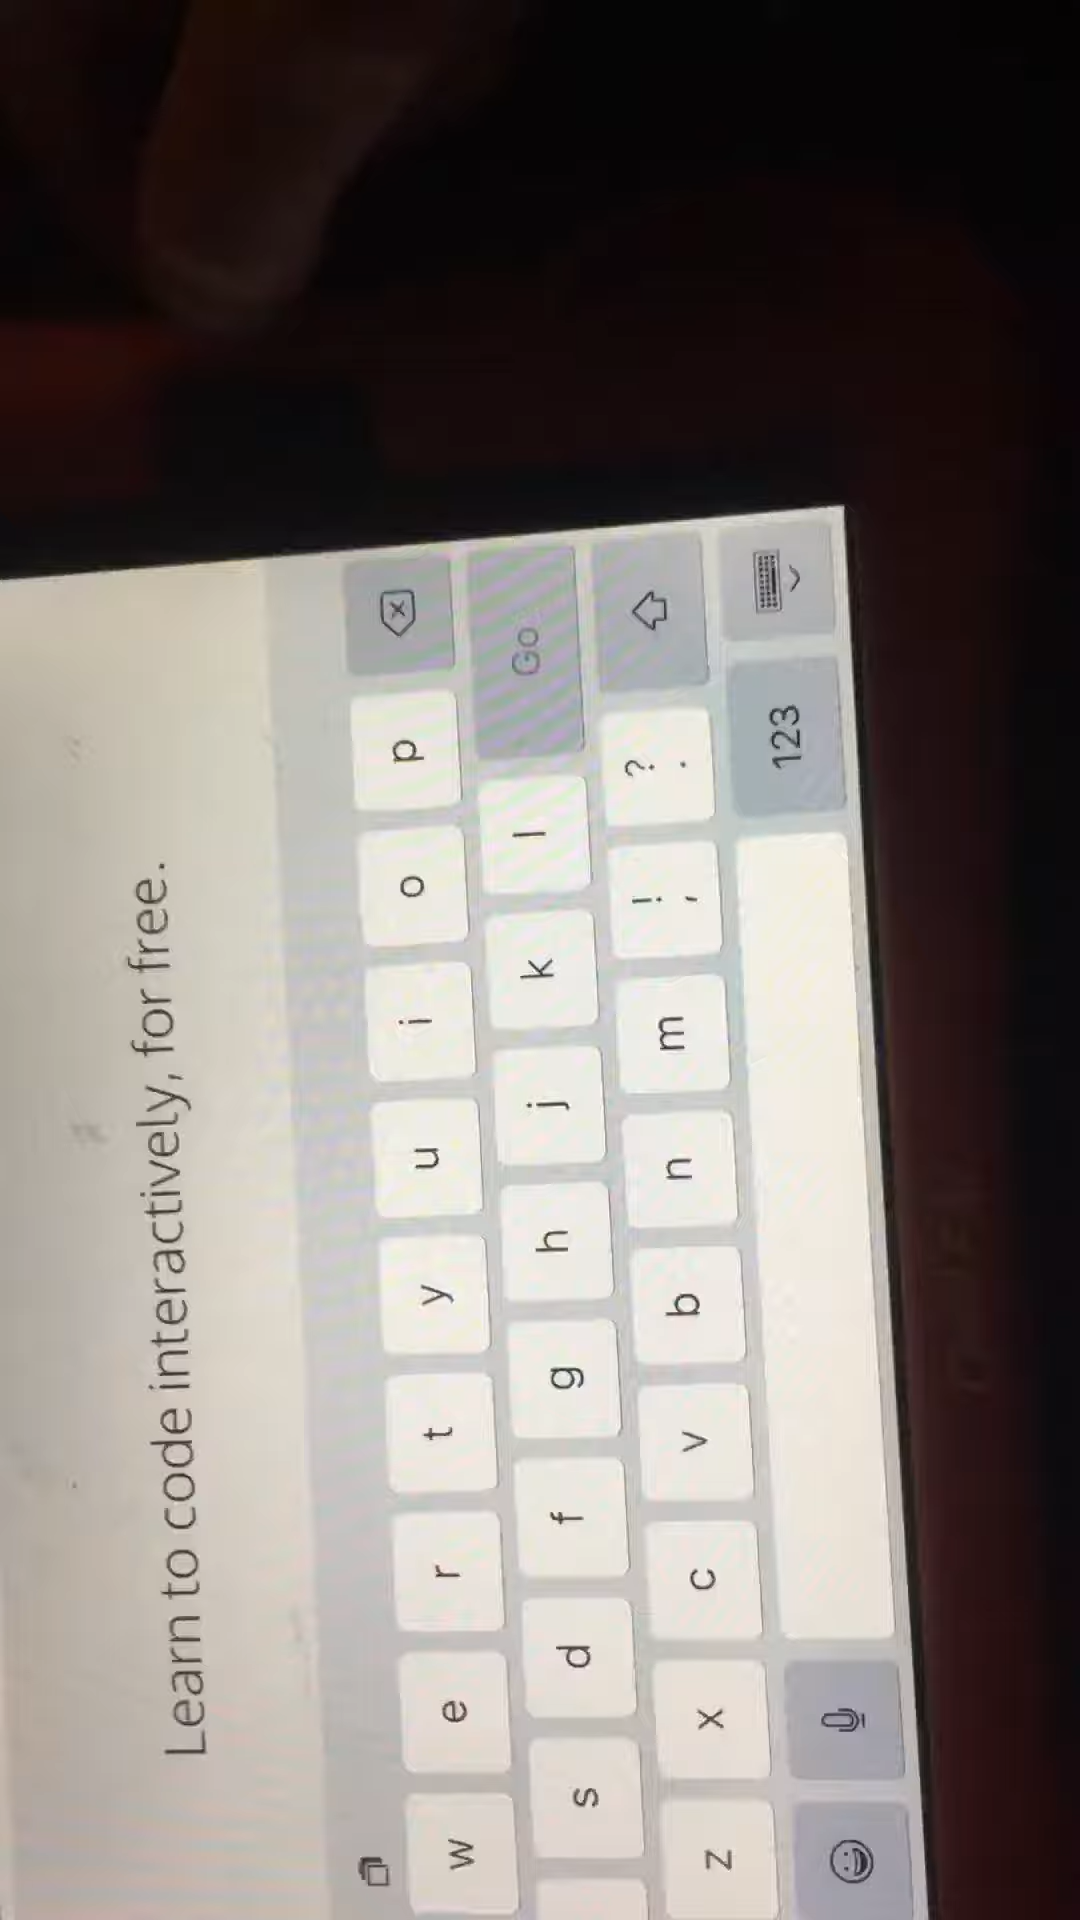 Learn to code interactively, for free.
w e r t y u i o p
s d f g h j k l Go
z x c v b n m ! , ? .
123